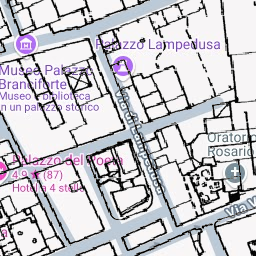 Palazzo Lampedusa
Museo Palazzo
Branciforte
Museo e biblioteca
in un palazzo storico
Oratorio
Rosario
Palazzo del Poeta
4,9 ★ (87)
Hotel a 4 stelle
Via V